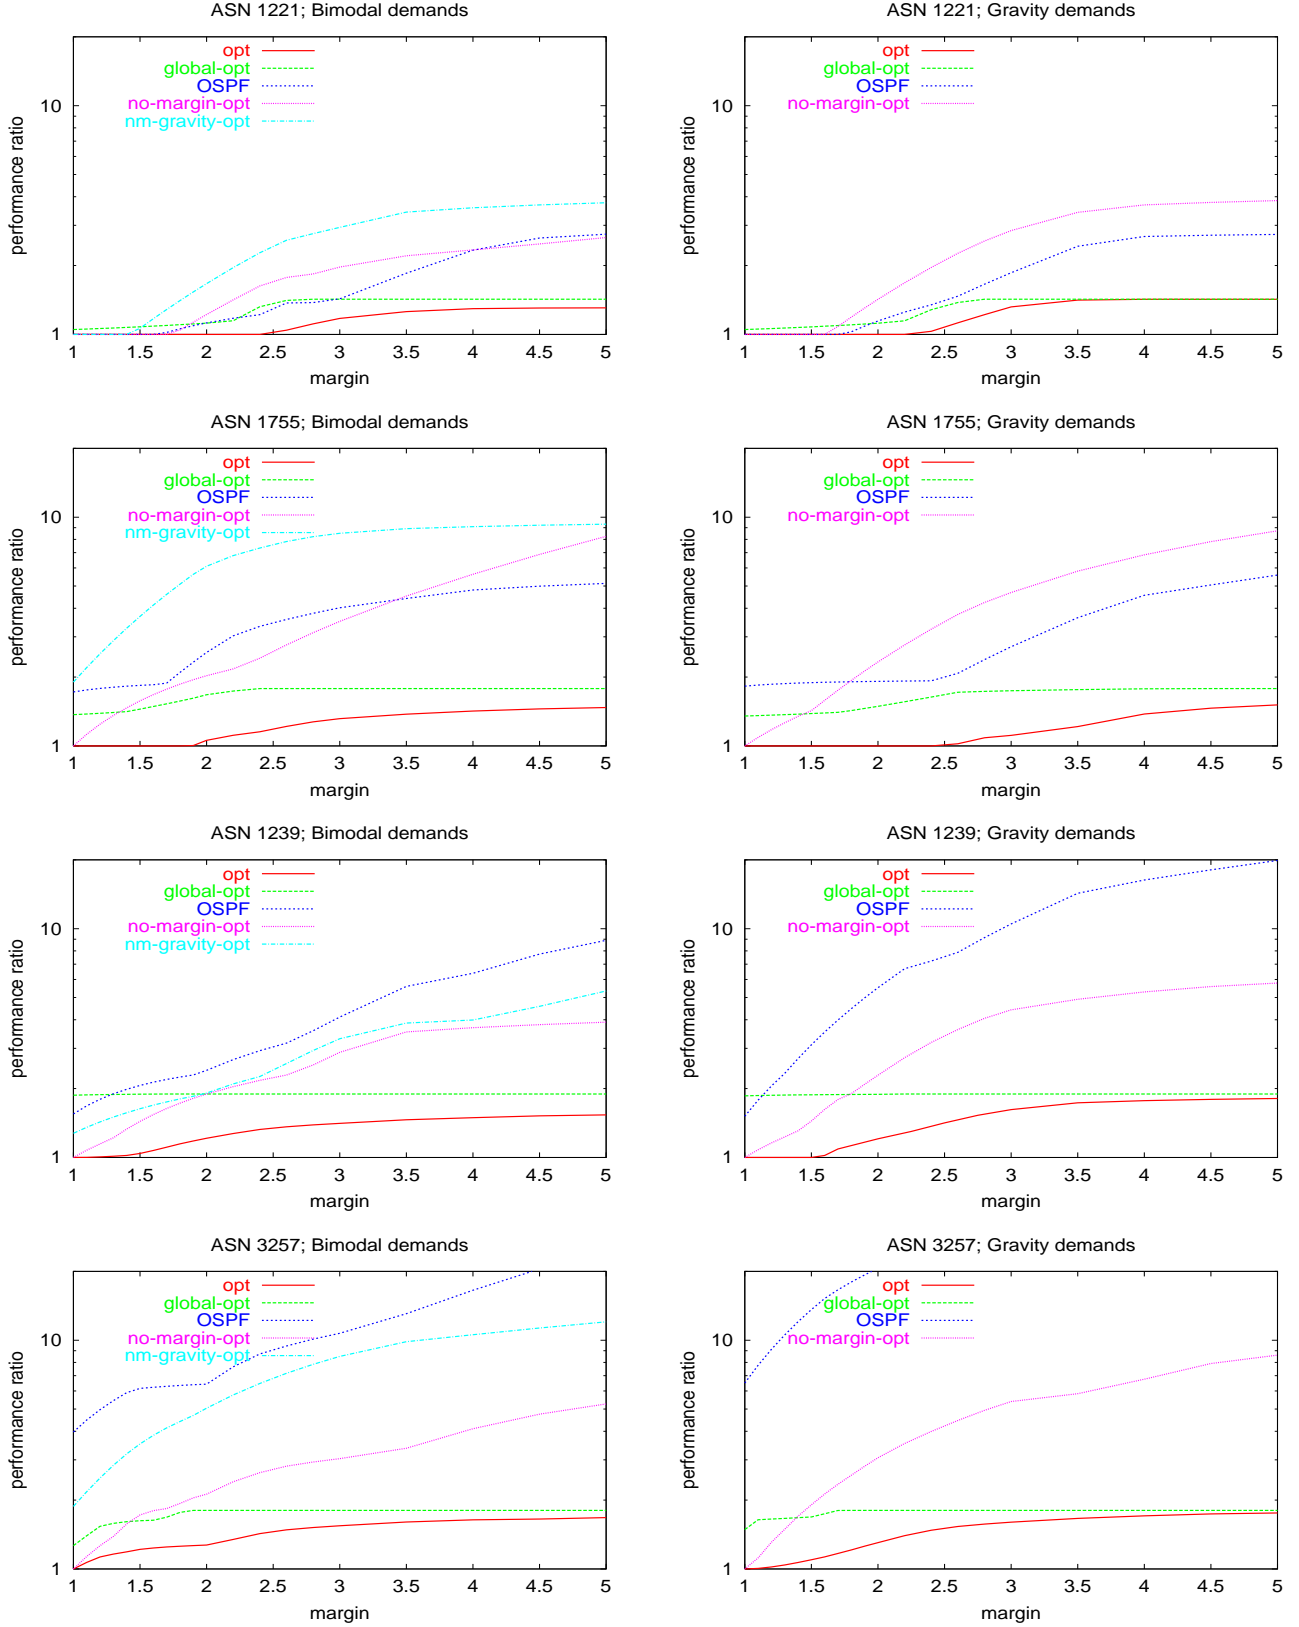 ASN 1221; Bimodal demands
performance ratio
10
1
opt
global-opt
OSPF
no-margin-opt
nm-gravity-opt
1 1.5 2 2.5 3 3.5 4 4.5 5
margin
ASN 1221; Gravity demands
performance ratio
10
1
opt
global-opt
OSPF
no-margin-opt
1 1.5 2 2.5 3 3.5 4 4.5 5
margin
ASN 1755; Bimodal demands
performance ratio
10
1
opt
global-opt
OSPF
no-margin-opt
nm-gravity-opt
1 1.5 2 2.5 3 3.5 4 4.5 5
margin
ASN 1755; Gravity demands
performance ratio
10
1
opt
global-opt
OSPF
no-margin-opt
1 1.5 2 2.5 3 3.5 4 4.5 5
margin
ASN 1239; Bimodal demands
performance ratio
10
1
opt
global-opt
OSPF
no-margin-opt
nm-gravity-opt
1 1.5 2 2.5 3 3.5 4 4.5 5
margin
ASN 1239; Gravity demands
performance ratio
10
1
opt
global-opt
OSPF
no-margin-opt
1 1.5 2 2.5 3 3.5 4 4.5 5
margin
ASN 3257; Bimodal demands
performance ratio
10
1
opt
global-opt
OSPF
no-margin-opt
nm-gravity-opt
1 1.5 2 2.5 3 3.5 4 4.5 5
margin
ASN 3257; Gravity demands
performance ratio
10
1
opt
global-opt
OSPF
no-margin-opt
1 1.5 2 2.5 3 3.5 4 4.5 5
margin